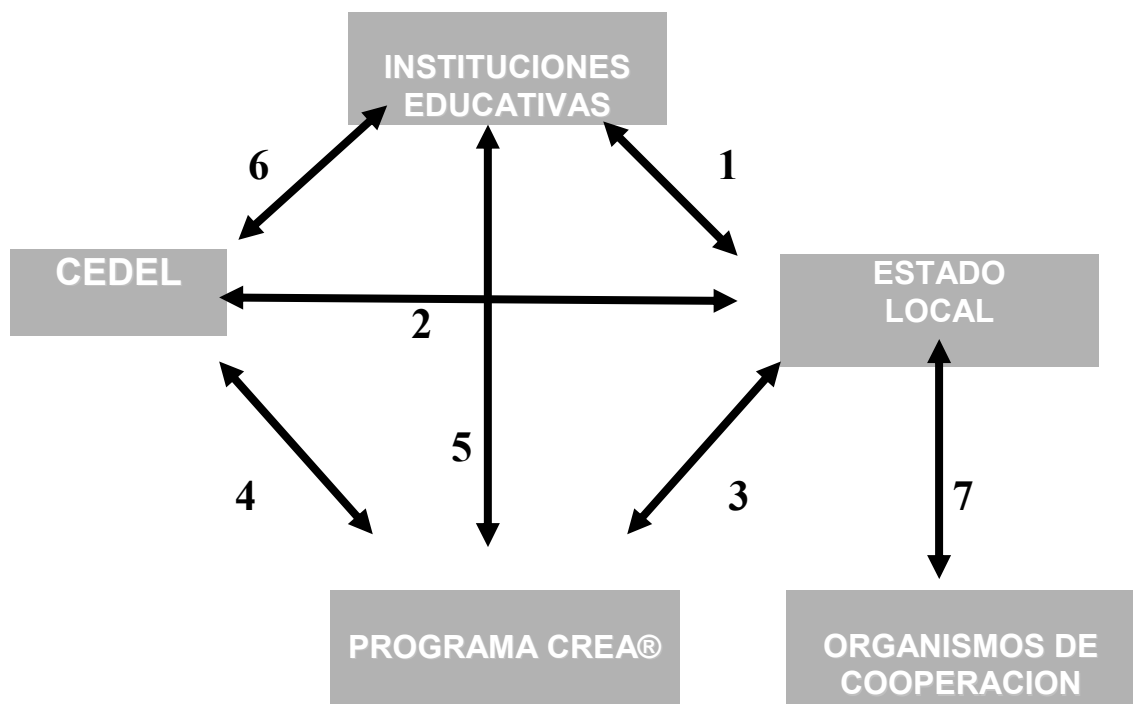 INSTITUCIONES
EDUCATIVAS
6
1
CEDEL
ESTADO
LOCAL
2
5
4
3
7
PROGRAMA CREA®
ORGANISMOS DE
COOPERACION